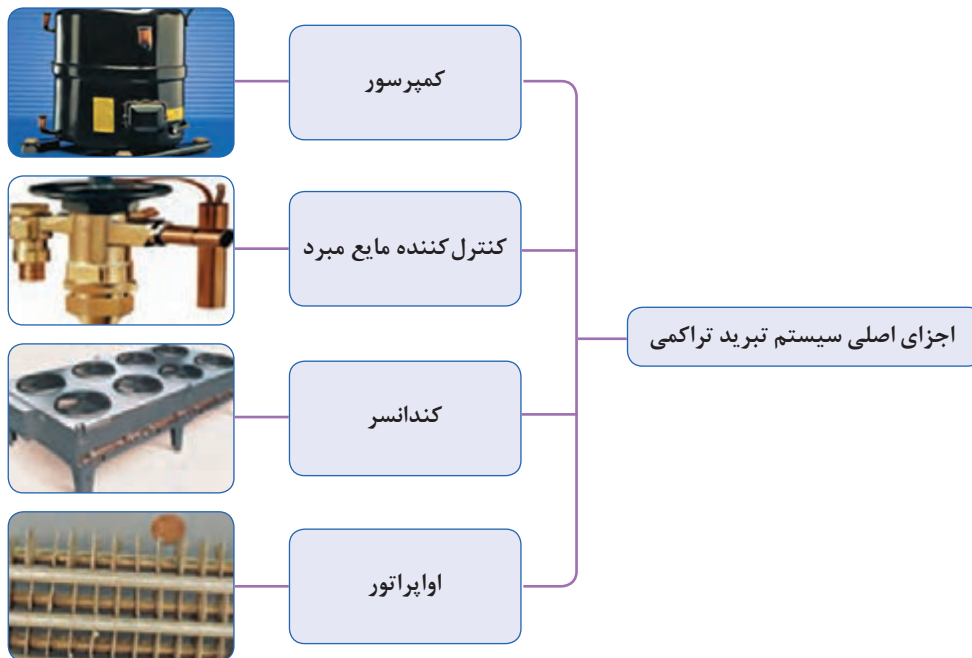 اجزای اصلی سیستم تبرید تراکمی
کمپرسور
کنترل‌کننده مایع مبرد
کندانسر
اواپراتور